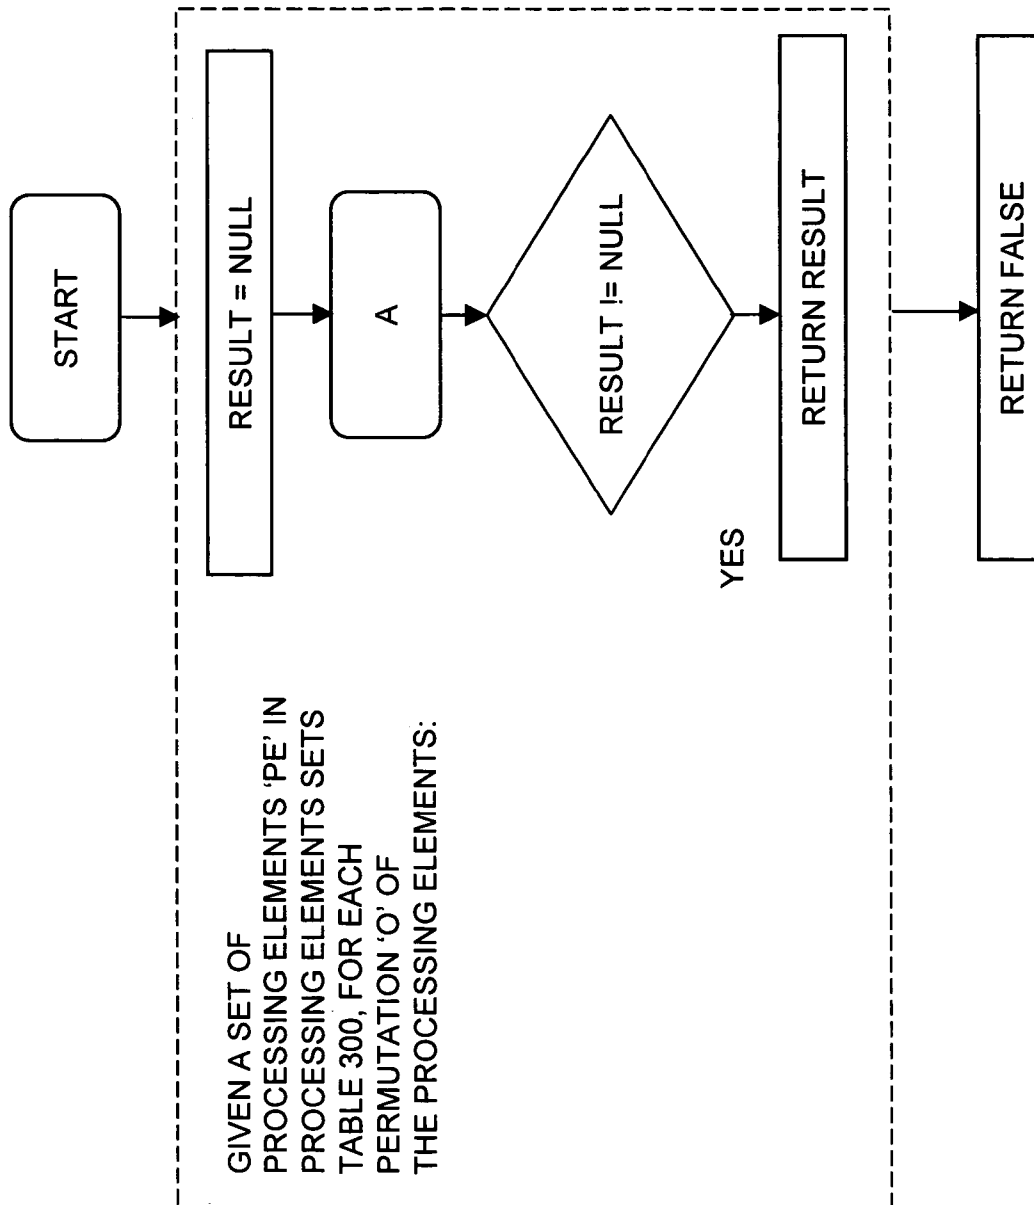 START
GIVEN A SET OF
PROCESSING ELEMENTS ‘PE’ IN
PROCESSING ELEMENTS SETS
TABLE 300, FOR EACH
PERMUTATION ‘O’ OF
THE PROCESSING ELEMENTS:
RESULT = NULL
A
RESULT != NULL
YES
RETURN RESULT
RETURN FALSE